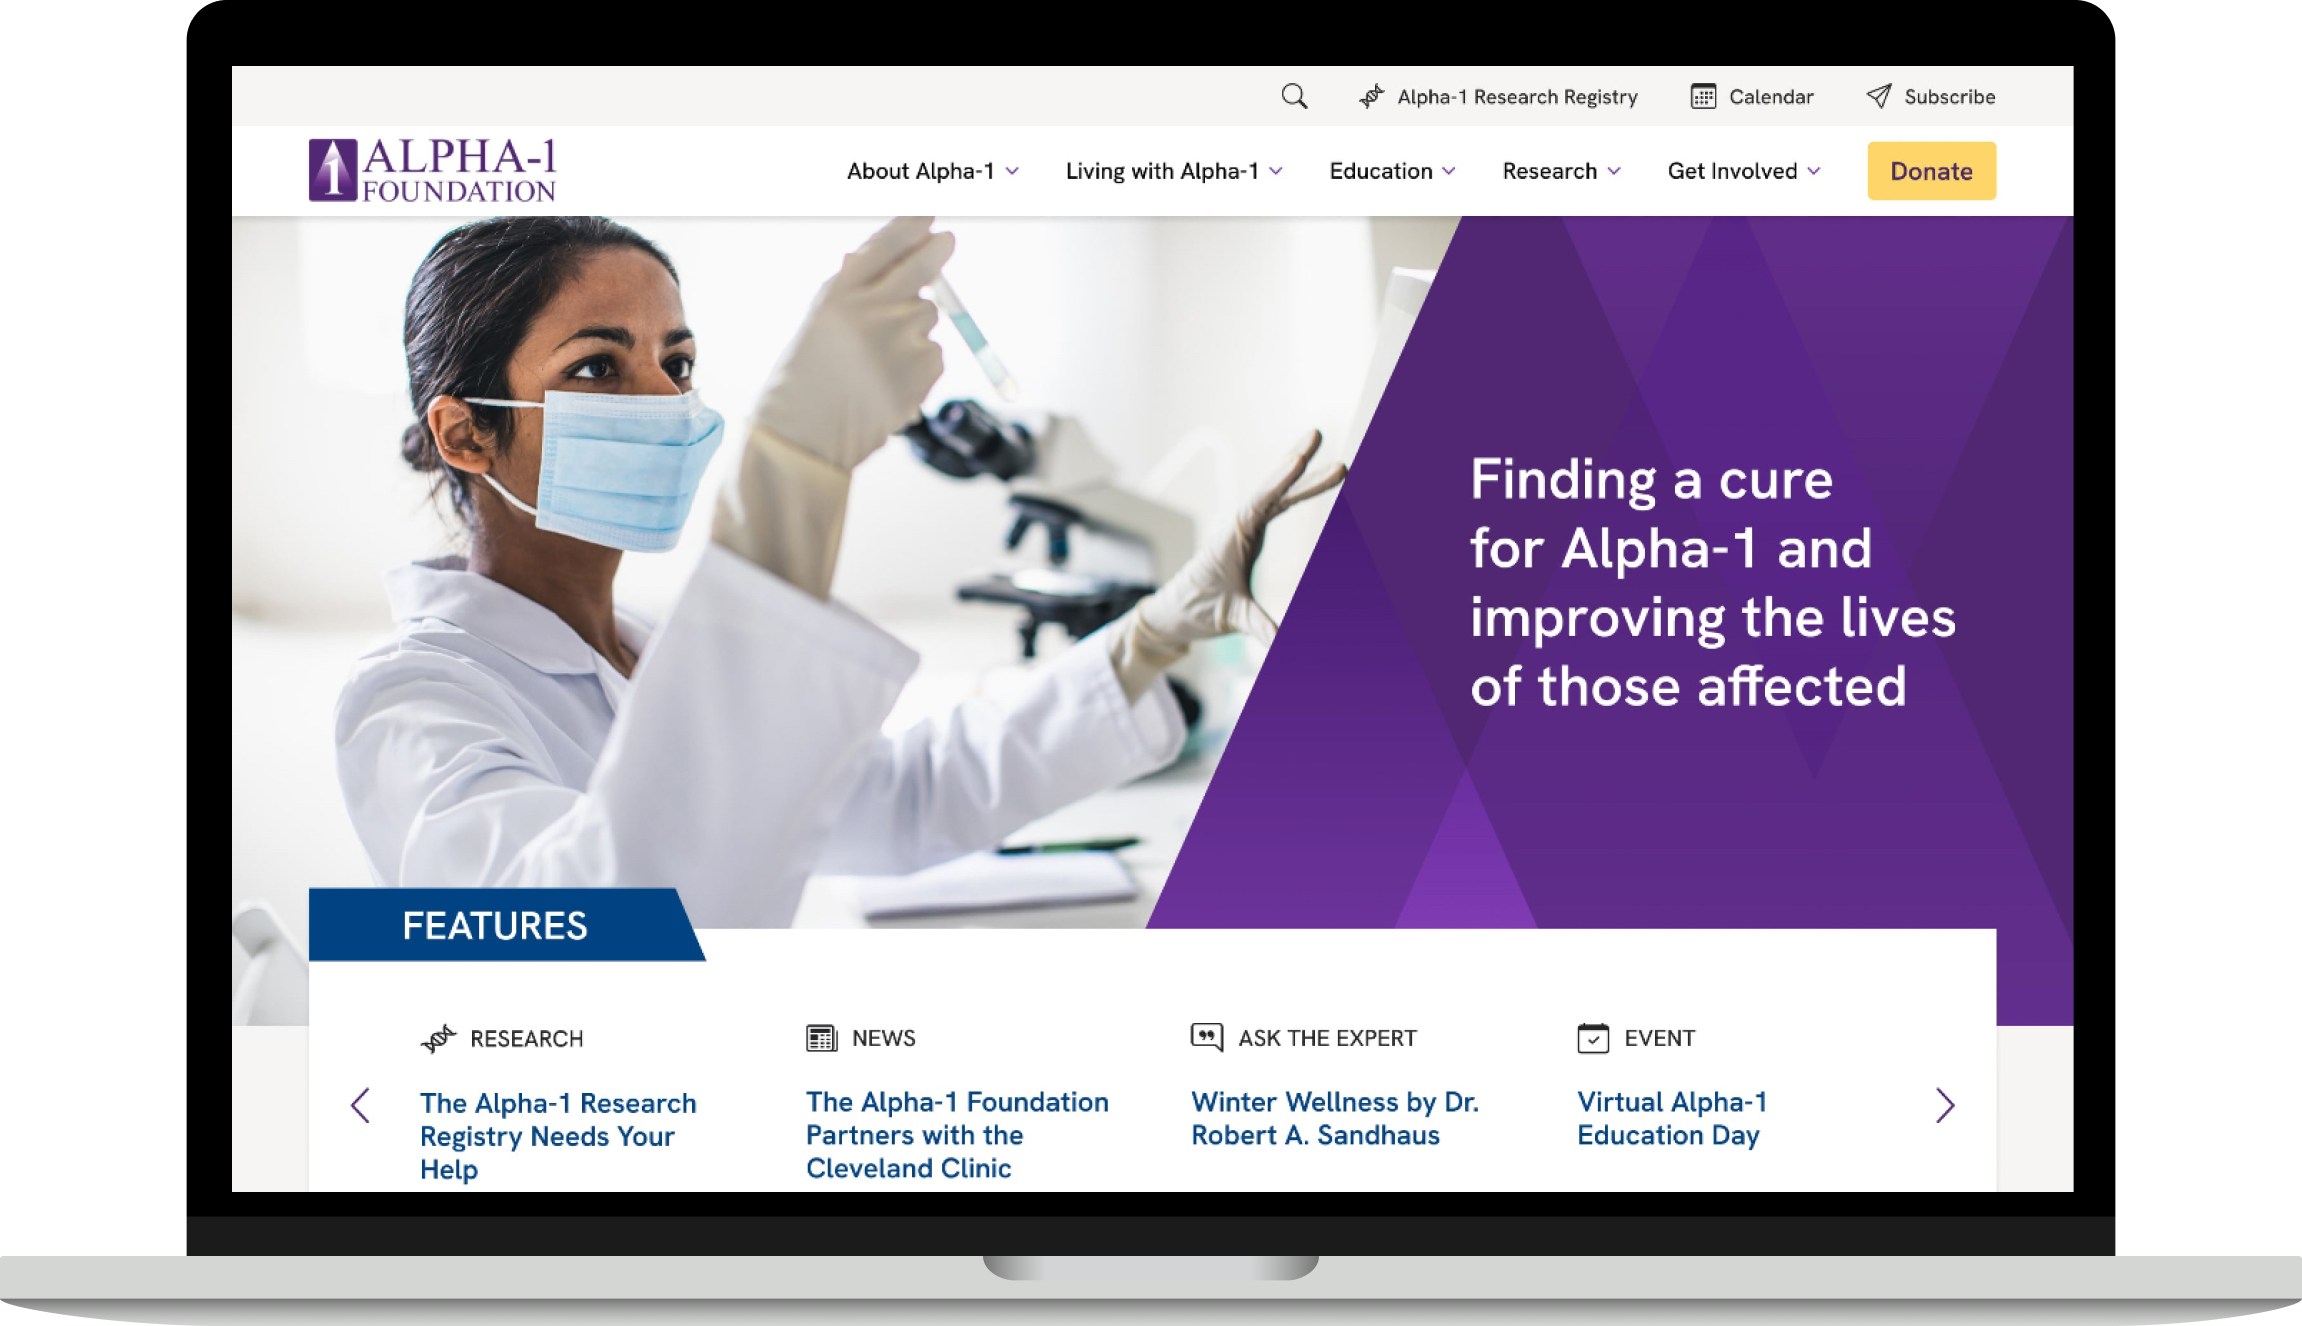 Alpha-1 Research Registry
Calendar
Subscribe
1 ALPHA-1
FOUNDATION
About Alpha-1
Living with Alpha-1
Education
Research
Get Involved
Donate
Finding a cure
for Alpha-1 and
improving the lives
of those affected
FEATURES
RESEARCH
The Alpha-1 Research
Registry Needs Your
Help
NEWS
The Alpha-1 Foundation
Partners with the
Cleveland Clinic
ASK THE EXPERT
Winter Wellness by Dr.
Robert A. Sandhaus
EVENT
Virtual Alpha-1
Education Day